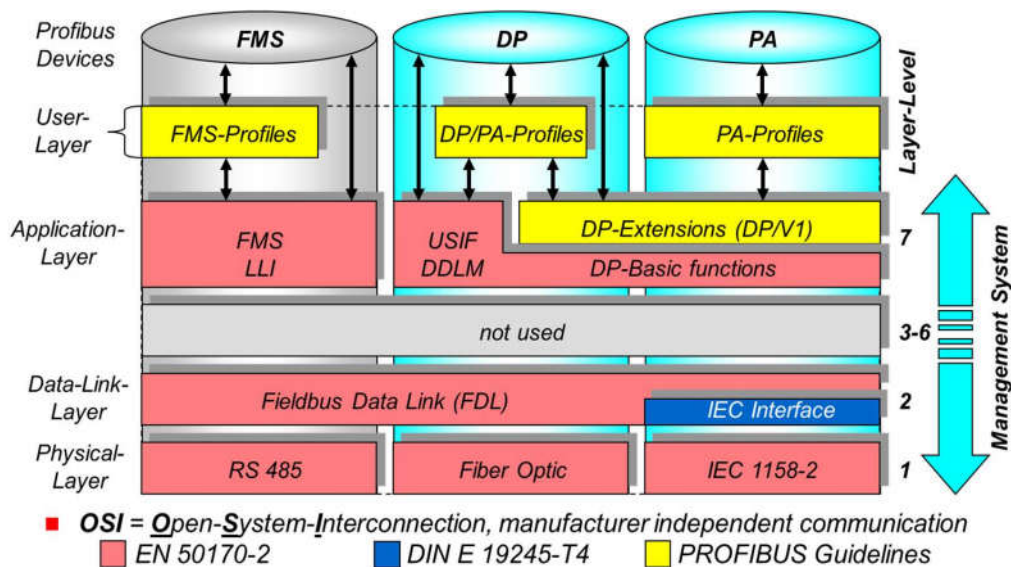 Profibus
Devices
FMS
DP
PA
User-
Layer
FMS-Profiles
DP/PA-Profiles
PA-Profiles
Layer-Level
Application-
Layer
FMS
LLI
USIF
DDLM
DP-Extensions (DP/V1)
DP-Basic functions
7
not used
3-6
Management System
Data-Link-
Layer
Fieldbus Data Link (FDL)
IEC Interface
2
Physical-
Layer
RS 485
Fiber Optic
IEC 1158-2
1
OSI = Open-System-Interconnection, manufacturer independent communication
EN 50170-2
DIN E 19245-T4
PROFIBUS Guidelines